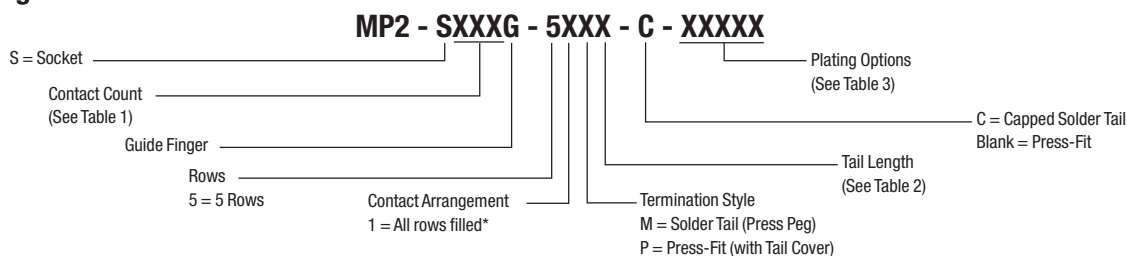 MP2 - SXXXG - 5XXX - C - XXXXX
S = Socket
Plating Options
(See Table 3)
Contact Count
(See Table 1)
C = Capped Solder Tail
Blank = Press-Fit
Guide Finger
Tail Length
(See Table 2)
Rows
5 = 5 Rows
Contact Arrangement
1 = All rows filled*
Termination Style
M = Solder Tail (Press Peg)
P = Press-Fit (with Tail Cover)